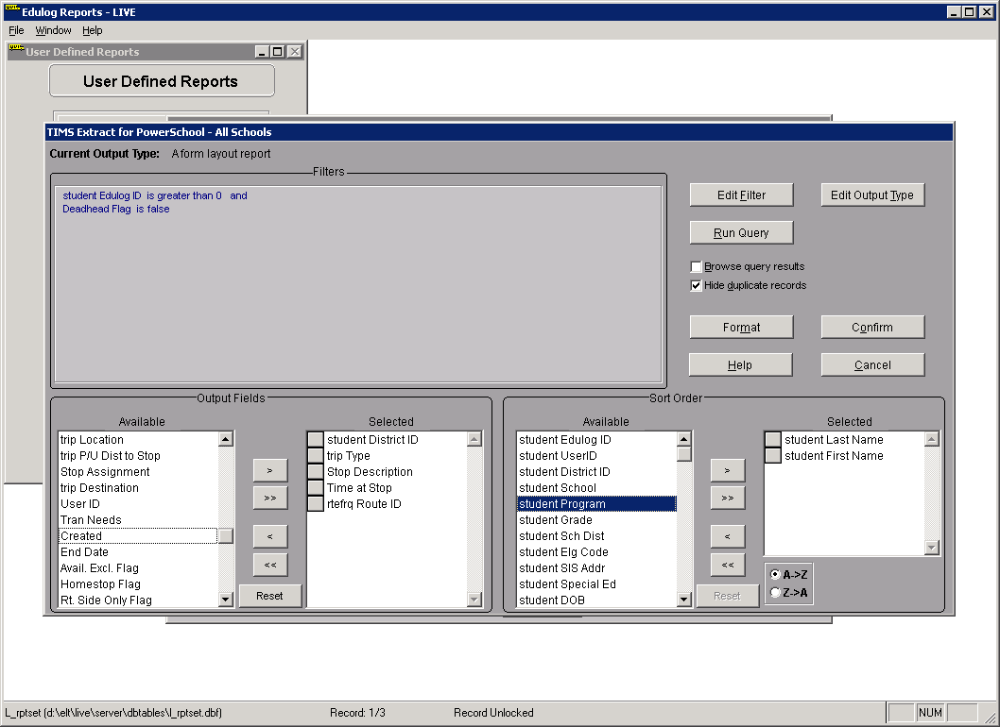 Edulog Reports - LIVE
File Window Help
User Defined Reports
User Defined Reports
TIMS Extract for PowerSchool - All Schools
Current Output Type: A form layout report
Filters
student Edulog ID is greater than 0 and
Deadhead Flag is false
Edit Filter
Edit Output Type
Run Query
Browse query results
Hide duplicate records
Format
Confirm
Help
Cancel
Output Fields
Available
trip Location
trip P/U Dist to Stop
Stop Assignment
trip Destination
User ID
Tran Needs
Created
End Date
Avail. Excl. Flag
Homestop Flag
Rt. Side Only Flag
>
>>
<
<<
Reset
Selected
student District ID
trip Type
Stop Description
Time at Stop
rtefrq Route ID
Sort Order
Available
student Edulog ID
student UserID
student District ID
student School
student Program
student Grade
student Sch Dist
student Elg Code
student SIS Addr
student Special Ed
student DOB
>
>>
<
<<
Reset
Selected
student Last Name
student First Name
A->Z
Z->A
L_rptset (d:\elt\live\server\dbtables\l_rptset.dbf) Record: 1/3 Record Unlocked NUM